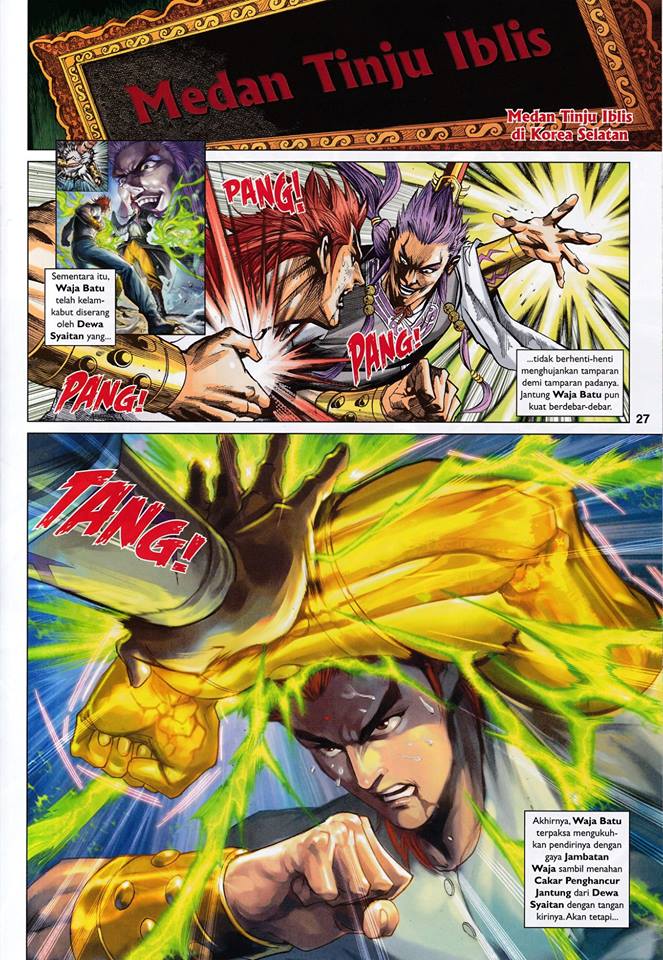 Medan Tinju Iblis
Medan Tinju Iblis
di Korea Selatan
PANG!
Sementara itu,
Waja Batu
telah kelam-
kabut diserang
oleh Dewa
Syaitan yang...
PANG!
PANG!
...tidak berhenti-henti
menghujankan tamparan
demi tamparan padanya.
Jantung Waja Batu pun
kuat berdebar-debar.
27
TANG!
Akhirnya, Waja Batu
terpaksa mengukuh-
kan pendirinya dengan
gaya Jambatan
Waja sambil menahan
Cakar Penghancur
Jantung dari Dewa
Syaitan dengan tangan
kirinya. Akan tetapi...